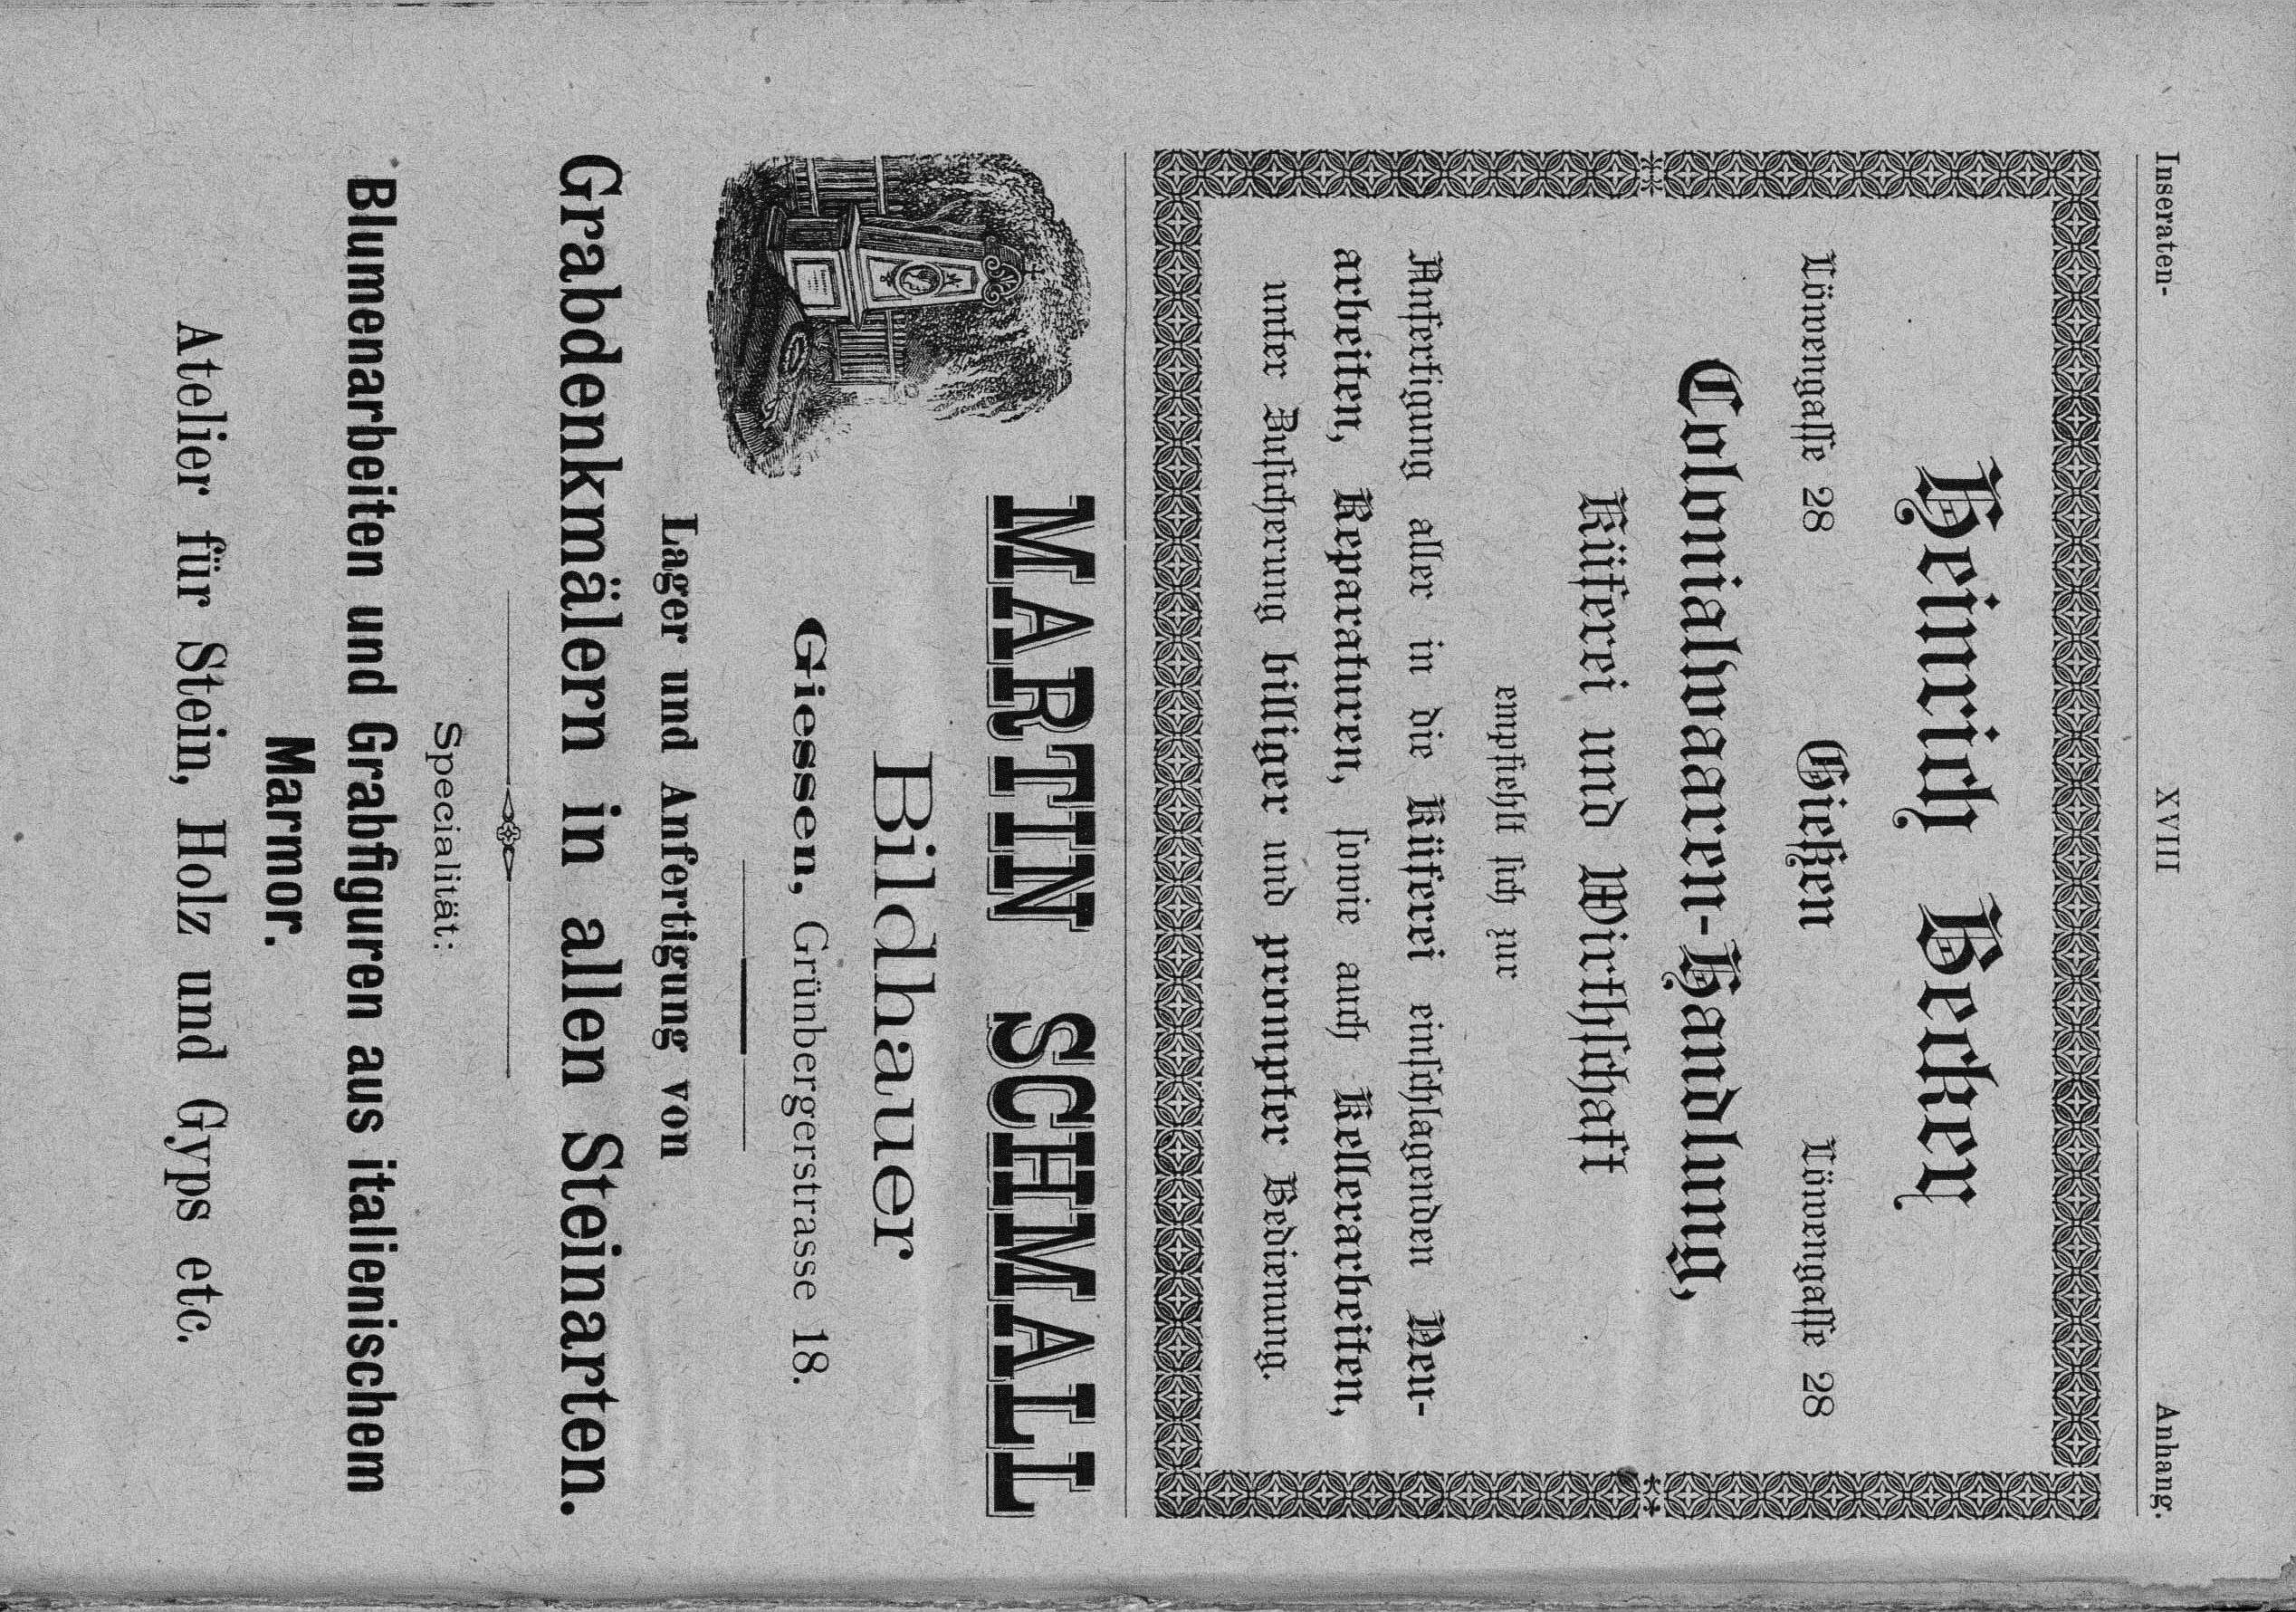 Inseraten- XVIII Anhang.
Heinrich Becker
Löwengasse 28 Gießen Löwengasse 28
Colonialwaaren-Handlung,
Küferei und Wirthschaft
empfiehlt sich zur
Anfertigung aller in die Küferei einschlagenden Neu-
arbeiten, Reparaturen, sowie auch Kellerarbeiten,
unter Zusicherung billiger und prompter Bedienung.
MARTIN SCHMALL
Bildhauer
Giessen, Grünbergerstrasse 18.
Lager und Anfertigung von
Grabdenkmälern in allen Steinarten.
Specialität:
Blumenarbeiten und Grabfiguren aus italienischem
Marmor.
Atelier für Stein, Holz und Gyps etc.